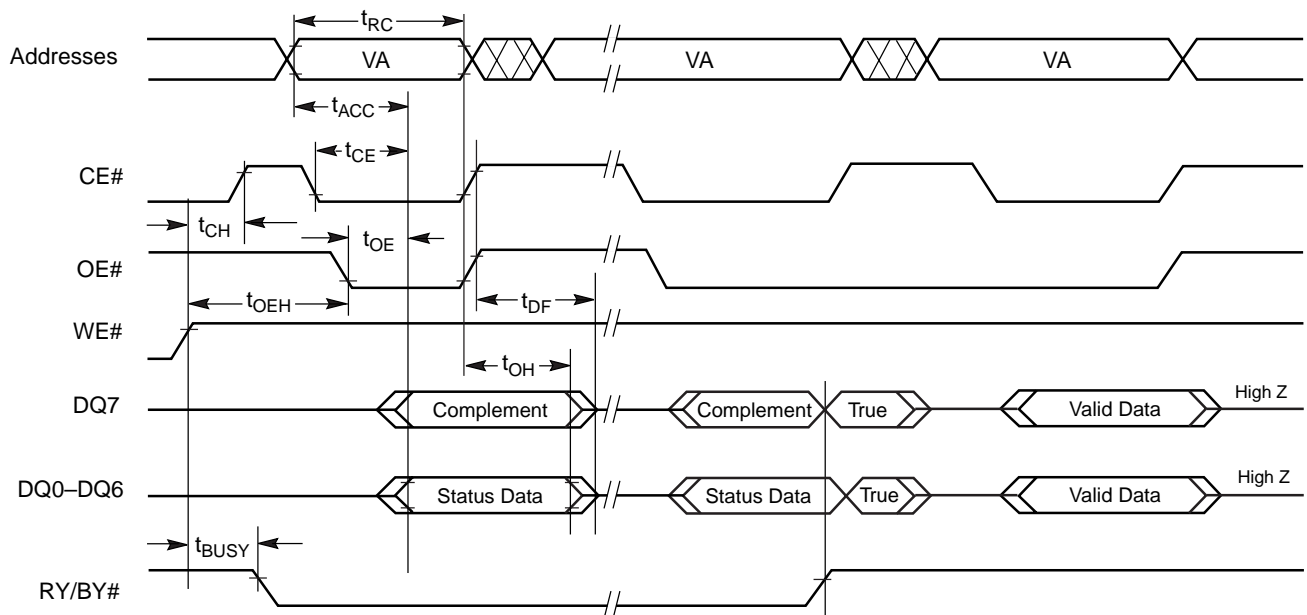 tRC
Addresses VA VA VA
tACC
tCE
CE#
tCH tOE
OE#
tOEH tDF
WE#
tOH
DQ7 Complement Complement True Valid Data High Z
DQ0–DQ6 Status Data Status Data True Valid Data High Z
tBUSY
RY/BY#